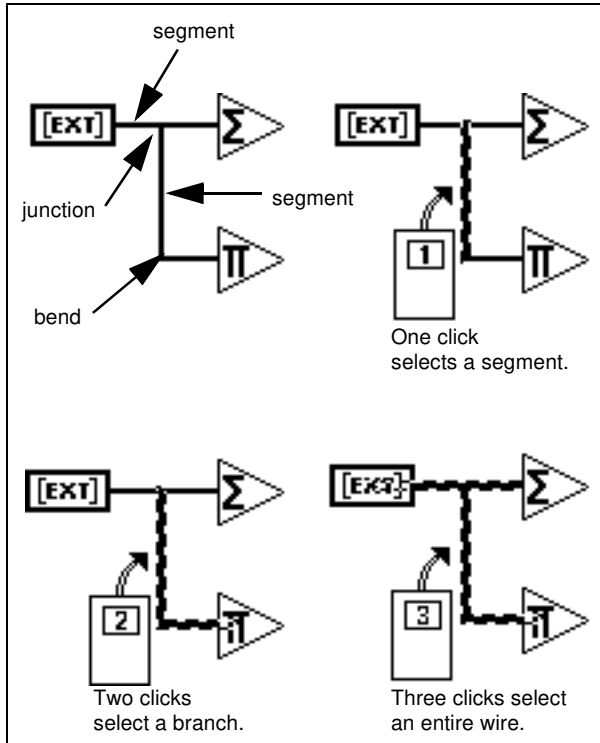 segment
[EXT] Σ
[EXT] Σ
junction
segment
Π
1
Π
bend
One click
selects a segment.
[EXT] Σ
Σ
2
3
Two clicks
select a branch.
Three clicks select
an entire wire.